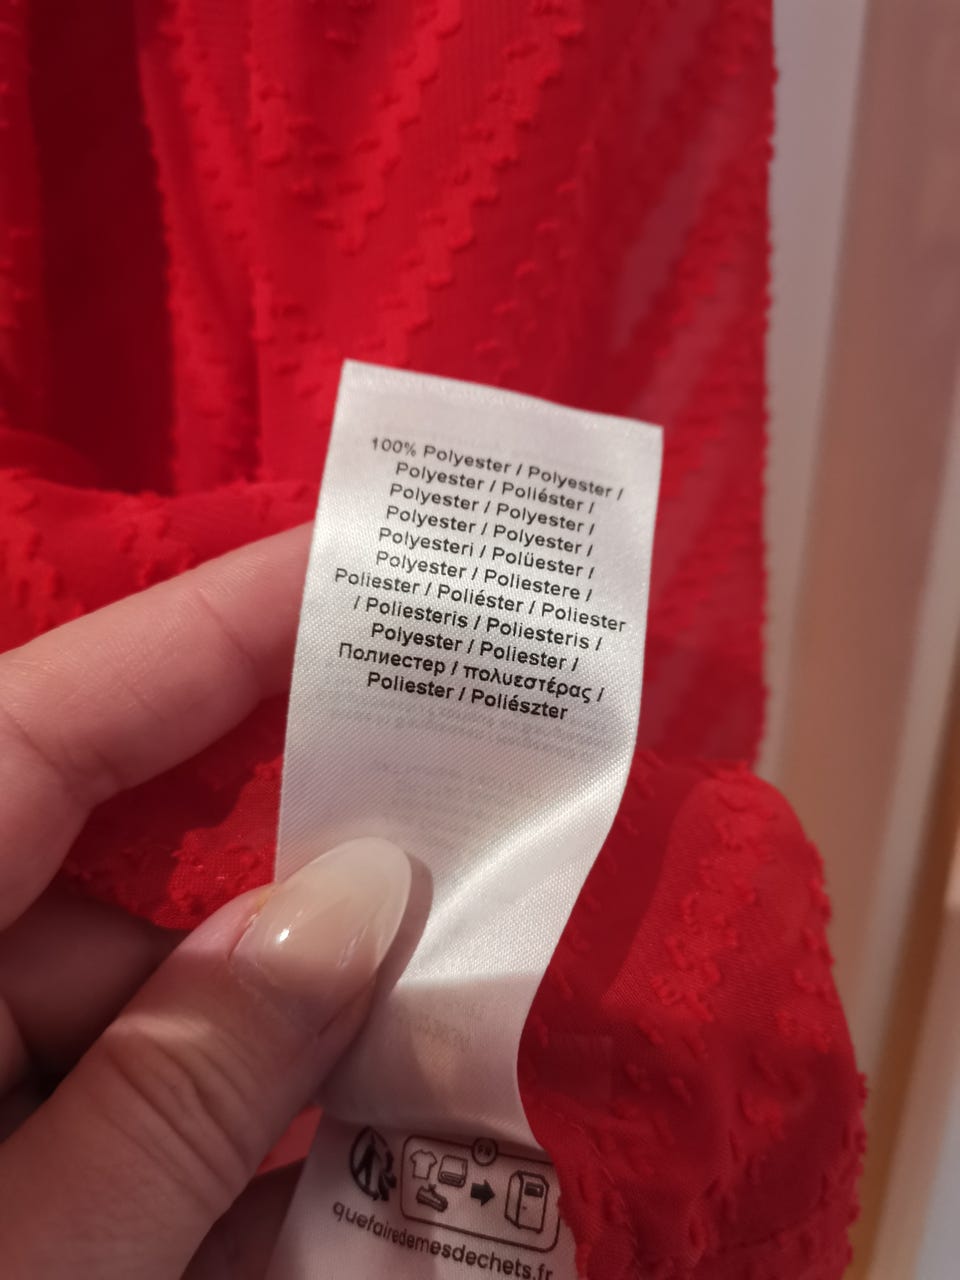 100% Polyester / Polyester /
Polyester / Poliéster /
Polyester / Polyester /
Polyester / Polyester /
Polyesteri / Polüester /
Polyester / Poliestere /
Poliester / Poliéster / Poliester
/ Poliesteris / Poliesteris /
Polyester / Poliester /
Полиестер / πολυεστέρας /
Poliester / Poliészter
FR
quefairedemesdechets.fr